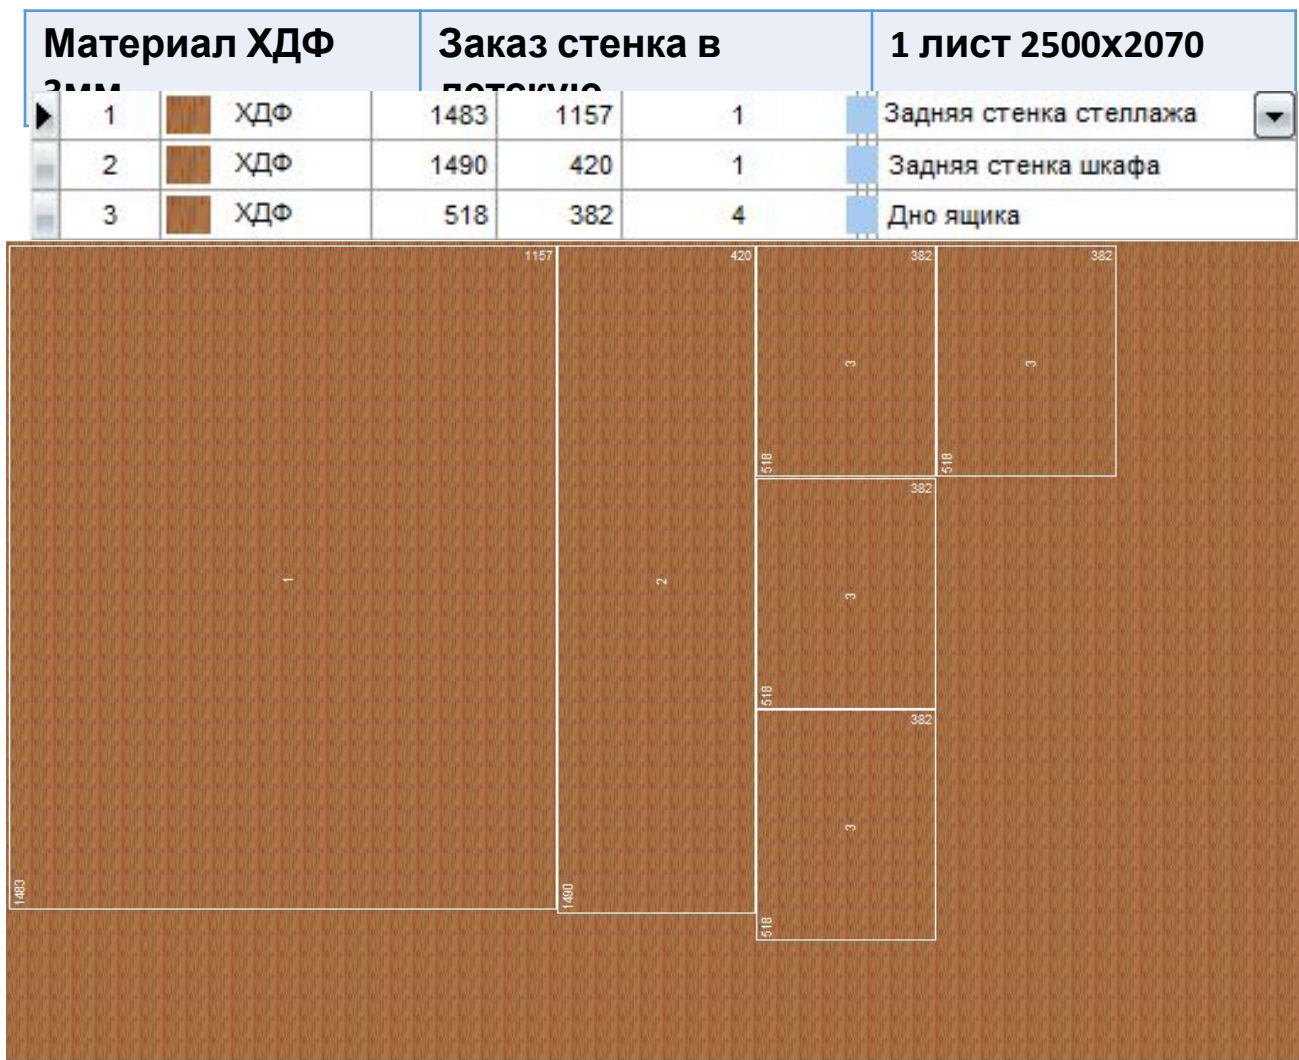 Материал ХДФ
3мм
Заказ стенка в
детскую
1 лист 2500х2070
1 ХДФ 1483 1157 1 Задняя стенка стеллажа
2 ХДФ 1490 420 1 Задняя стенка шкафа
3 ХДФ 518 382 4 Дно ящика
1157 420 382 382
3 3
518 518
382
1 2 3
518
382
3
1483 1490
518